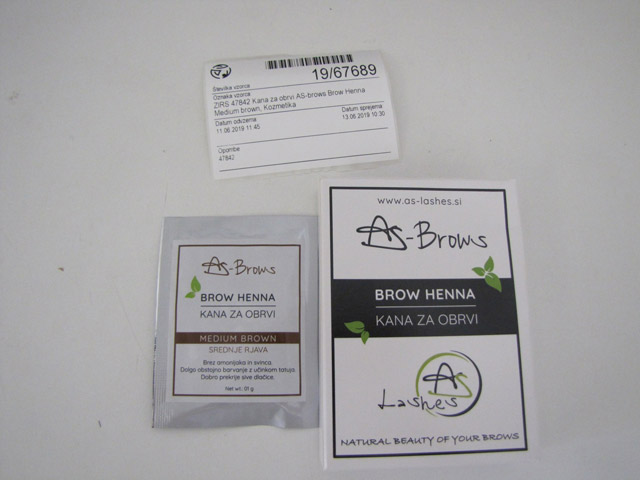 19/67689
Številka vzorca
Oznaka vzorca
ZIRS 47842 Kana za obrvi AS-brows Brow Henna
Medium brown, Kozmetika
Datum odvzema
Datum sprejema
11.06.2019 11:45
13.06.2019 10:30
Opombe
47842
AS-Brows
BROW HENNA
KANA ZA OBRVI
MEDIUM BROWN
SREDNJE RJAVA
Brez amonijaka in svinca.
Dolgo obstojno barvanje z učinkom tatuja.
Dobro prekrije sive dlačice.
Net wt. 01 g
www.as-lashes.si
AS-Brows
BROW HENNA
KANA ZA OBRVI
AS
Lashes
NATURAL BEAUTY OF YOUR BROWS